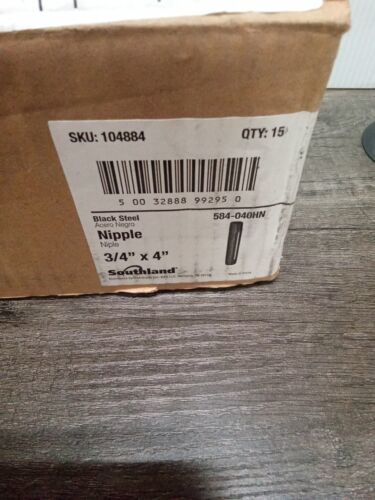 SKU: 104884 QTY: 15
5 00 32888 99295 0
Black Steel 584-040HN
Acero Negro
Nipple
Niple
3/4" x 4"
Southland®